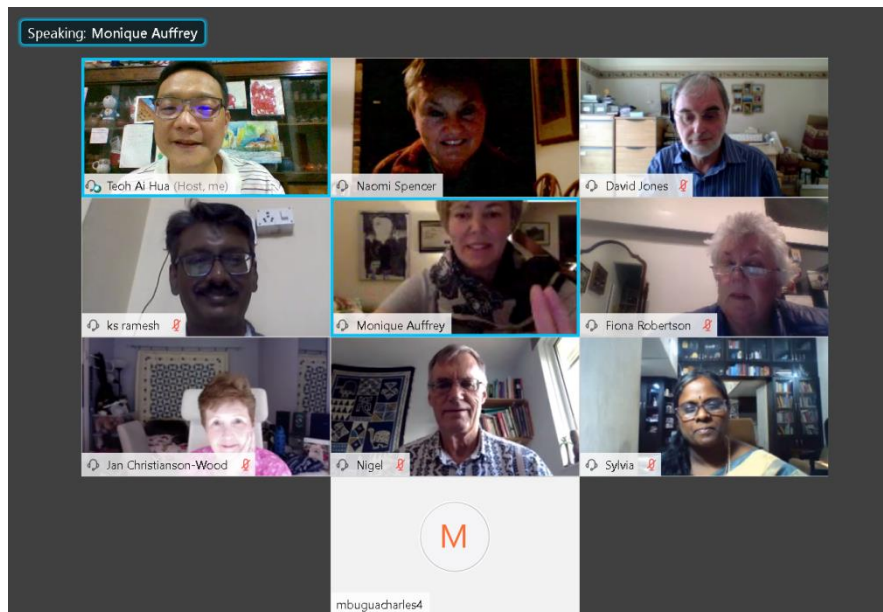 Speaking: Monique Auffrey
Teoh Ai Hua (Host, me)
Naomi Spencer
David Jones
ks ramesh
Monique Auffrey
Fiona Robertson
Jan Christianson-Wood
Nigel
Sylvia
M
mbuguacharles4